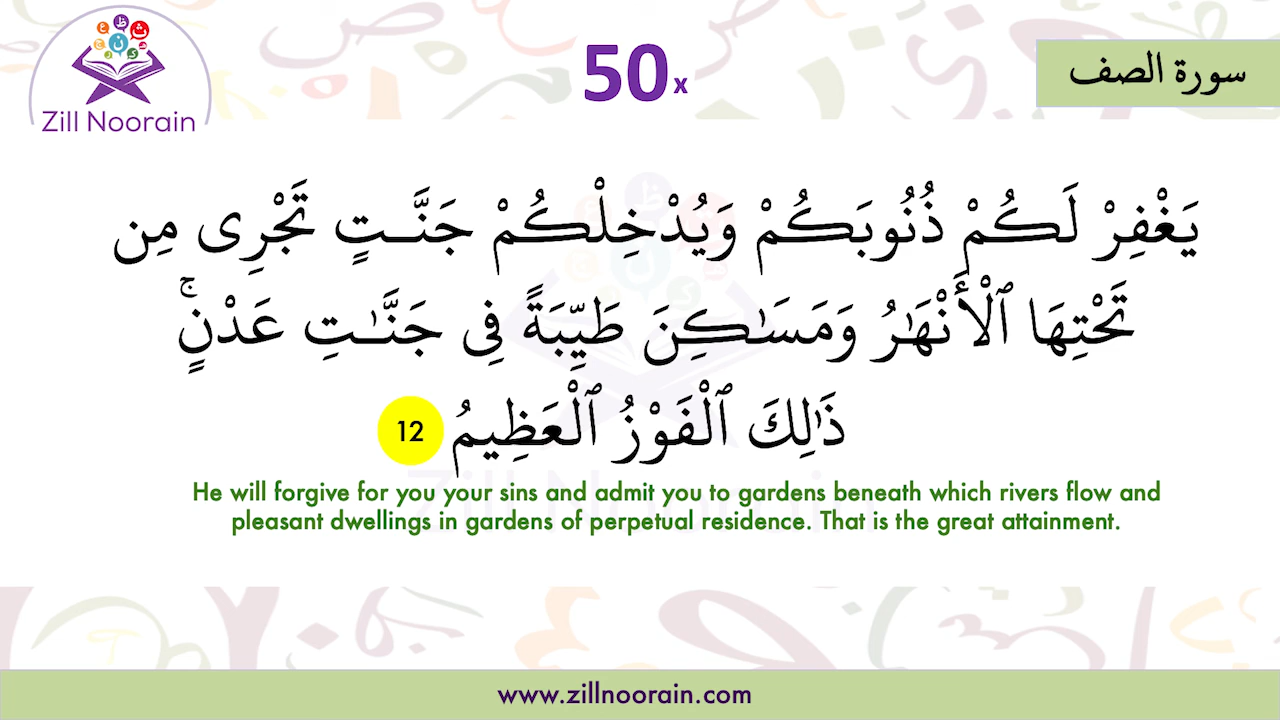 Zill Noorain
50x
سورة الصف
يَغْفِرْ لَكُمْ ذُنُوبَكُمْ وَيُدْخِلْكُمْ جَنَّـٰتٍ تَجْرِى مِن
تَحْتِهَا ٱلْأَنْهَـٰرُ وَمَسَـٰكِنَ طَيِّبَةً فِى جَنَّـٰتِ عَدْنٍ ۚ
ذَٰلِكَ ٱلْفَوْزُ ٱلْعَظِيمُ 12
He will forgive for you your sins and admit you to gardens beneath which rivers flow and
pleasant dwellings in gardens of perpetual residence. That is the great attainment.
www.zillnoorain.com